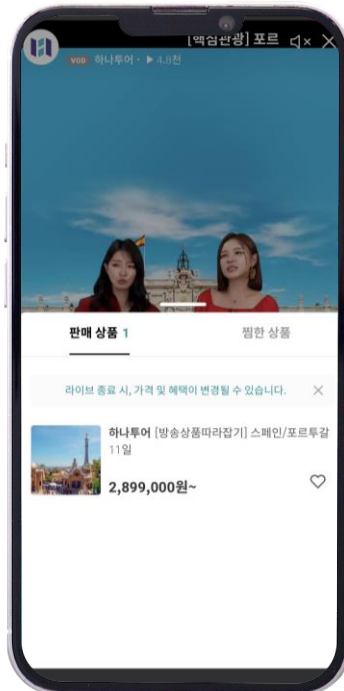 [핵심관광] 포르
VOD 하나투어 · ▶ 4.8천
판매 상품 1
찜한 상품
라이브 종료 시, 가격 및 혜택이 변경될 수 있습니다.
하나투어 [방송상품따라잡기] 스페인/포르투갈
11일
2,899,000원~